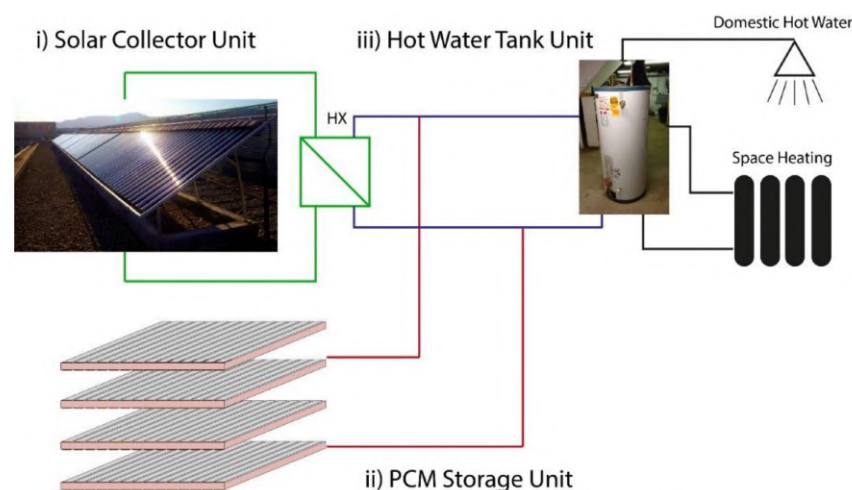 i) Solar Collector Unit
iii) Hot Water Tank Unit
Domestic Hot Water
HX
Space Heating
ii) PCM Storage Unit